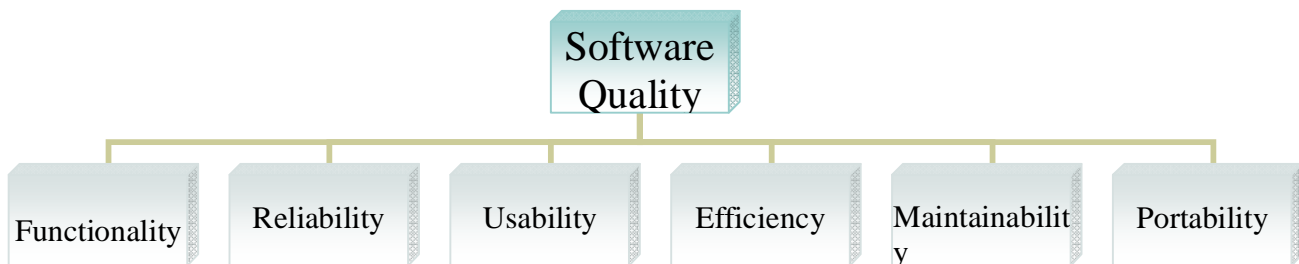 Software
Quality
Functionality
Reliability
Usability
Efficiency
Maintainabilit
y
Portability